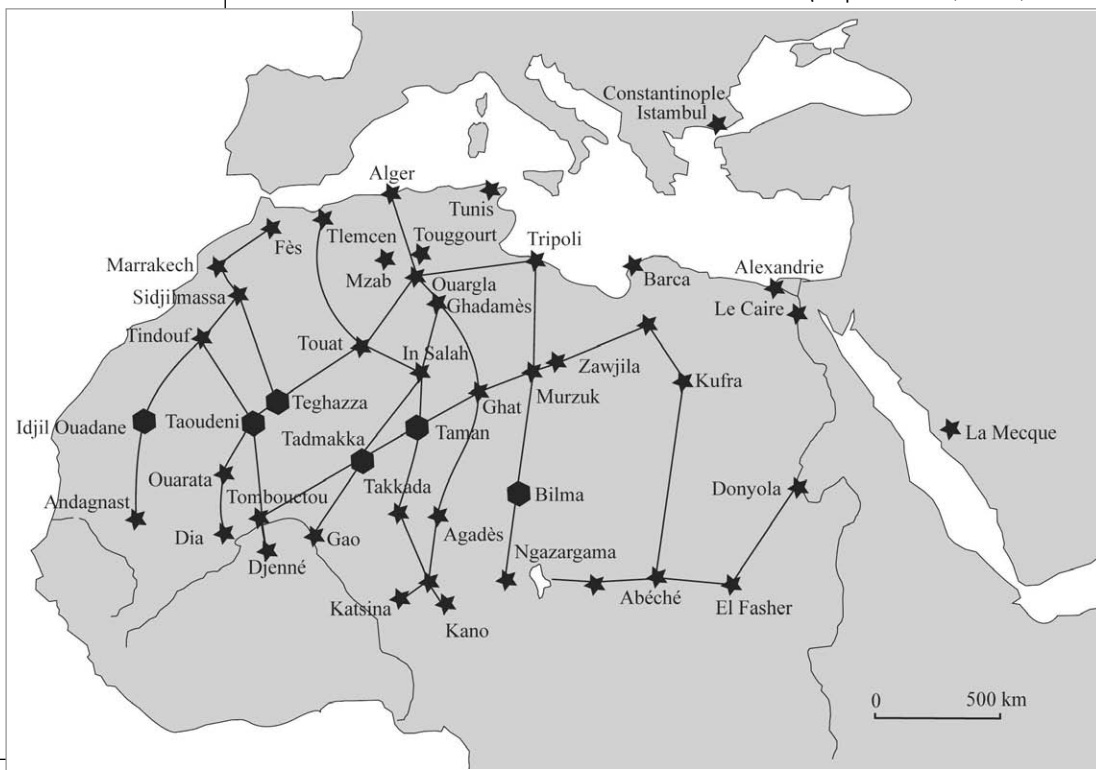 Constantinople,
Istambul
Alger
Tunis
Tlemcen
Touggourt
Fès
Tripoli
Marrakech
Mzab
Ouargla
Barca
Alexandrie
Sidjilmassa
Ghadamès
Le Caire
Tindouf
Touat
In Salah
Zawjila
Murzuk
Kufra
Teghazza
Ghat
Idjil Ouadane
Taoudeni
Taman
La Mecque
Tadmakka
Ouarata
Takkada
Bilma
Donyola
Andagnast
Tombouctou
Dia
Gao
Agadès
Djenné
Ngazargama
Abéché
El Fasher
Katsina
Kano
0 500 km